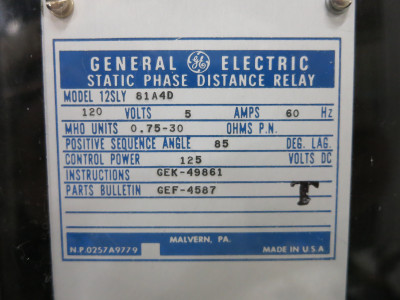 GENERAL GE ELECTRIC
STATIC PHASE DISTANCE RELAY
MODEL 12SLY 81A4D
120 VOLTS 5 AMPS 60 Hz
MHO UNITS 0.75-30 OHMS P.N.
POSITIVE SEQUENCE ANGLE 85 DEG. LAG.
CONTROL POWER 125 VOLTS DC
INSTRUCTIONS GEK-49861
PARTS BULLETIN GEF-4587
T
MALVERN, PA.
N.P.0257A9779 MADE IN U.S.A